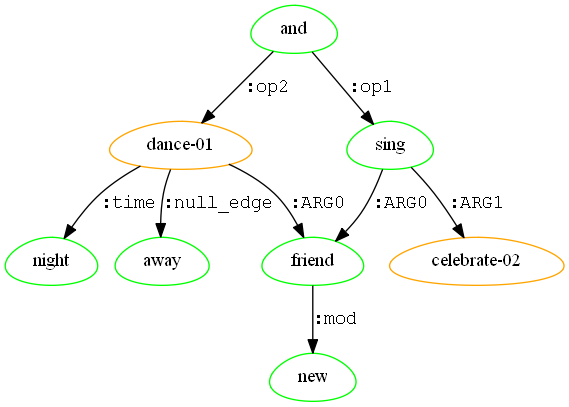 and
:op2 :op1
dance-01 sing
:time :null_edge :ARG0 :ARG0 :ARG1
night away friend celebrate-02
:mod
new